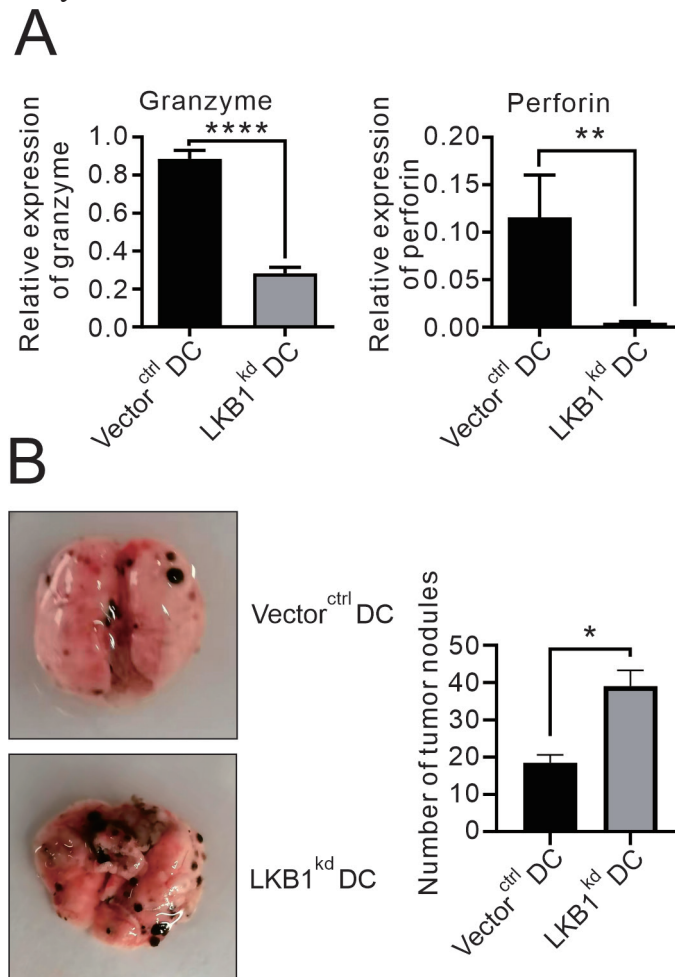 A
Granzyme
****
Relative expression
of granzyme
1.0
0.8
0.6
0.4
0.2
0.0
Vector^ctrl DC
LKB1^kd DC
Perforin
**
Relative expression
of perforin
0.20
0.15
0.10
0.05
0.00
Vector^ctrl DC
LKB1^kd DC
B
Vector^ctrl DC
LKB1^kd DC
Number of tumor nodules
*
50
40
30
20
10
0
Vector^ctrl DC
LKB1^kd DC